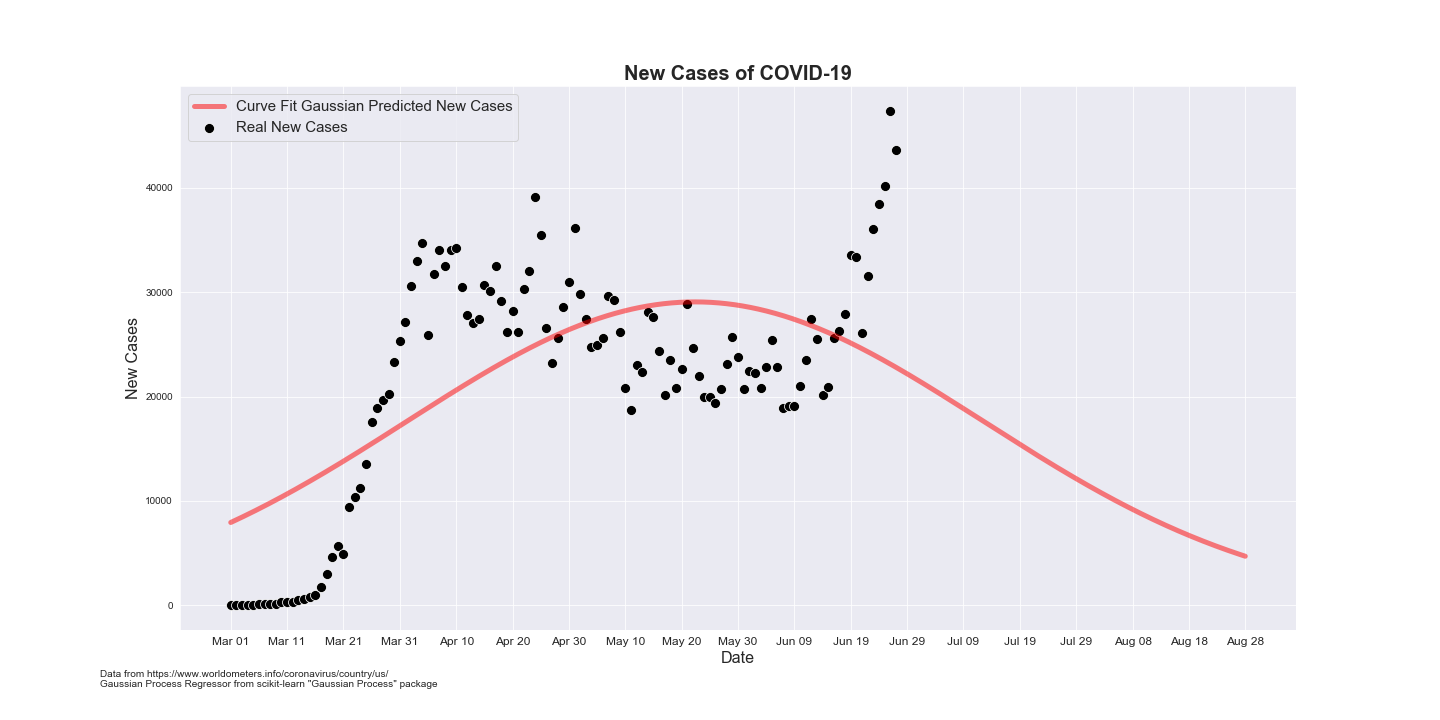 New Cases of COVID-19
Curve Fit Gaussian Predicted New Cases
Real New Cases
New Cases
40000
30000
20000
10000
0
Mar 01 Mar 11 Mar 21 Mar 31 Apr 10 Apr 20 Apr 30 May 10 May 20 May 30 Jun 09 Jun 19 Jun 29 Jul 09 Jul 19 Jul 29 Aug 08 Aug 18 Aug 28
Date
Data from https://www.worldometers.info/coronavirus/country/us/
Gaussian Process Regressor from scikit-learn "Gaussian Process" package